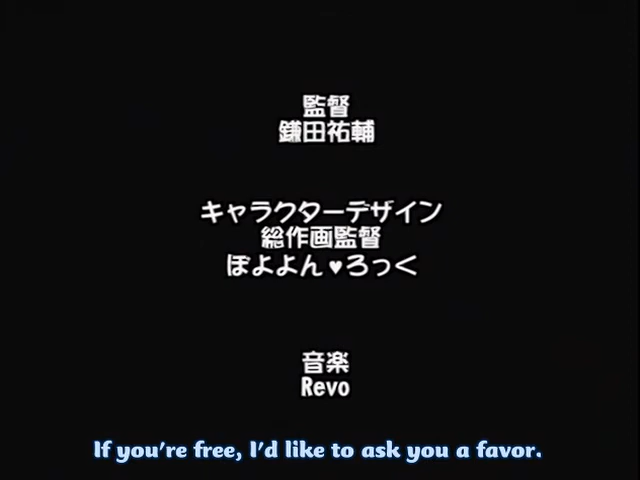 監督
鎌田祐輔
キャラクターデザイン
総作画監督
ぽよよん♥ろっく
音楽
Revo
If you're free, I'd like to ask you a favor.